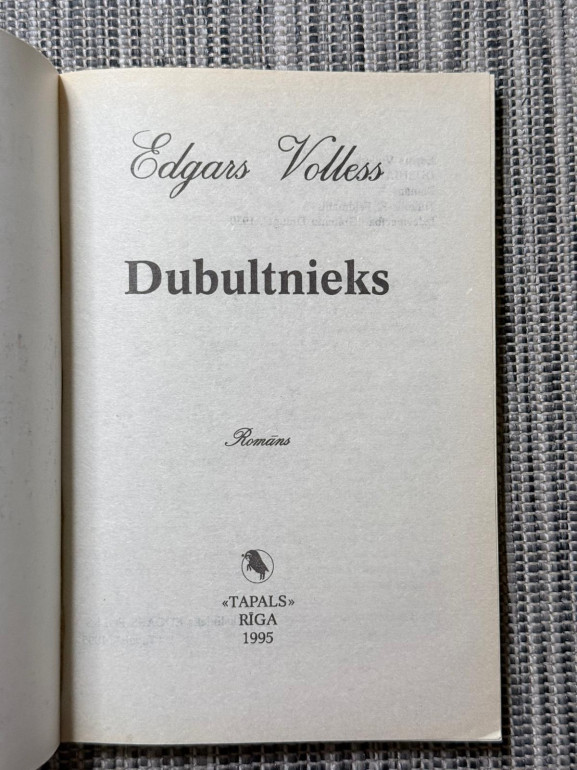 Edgars Volless
Dubultnieks
Romāns
«TAPALS»
RĪGA
1995